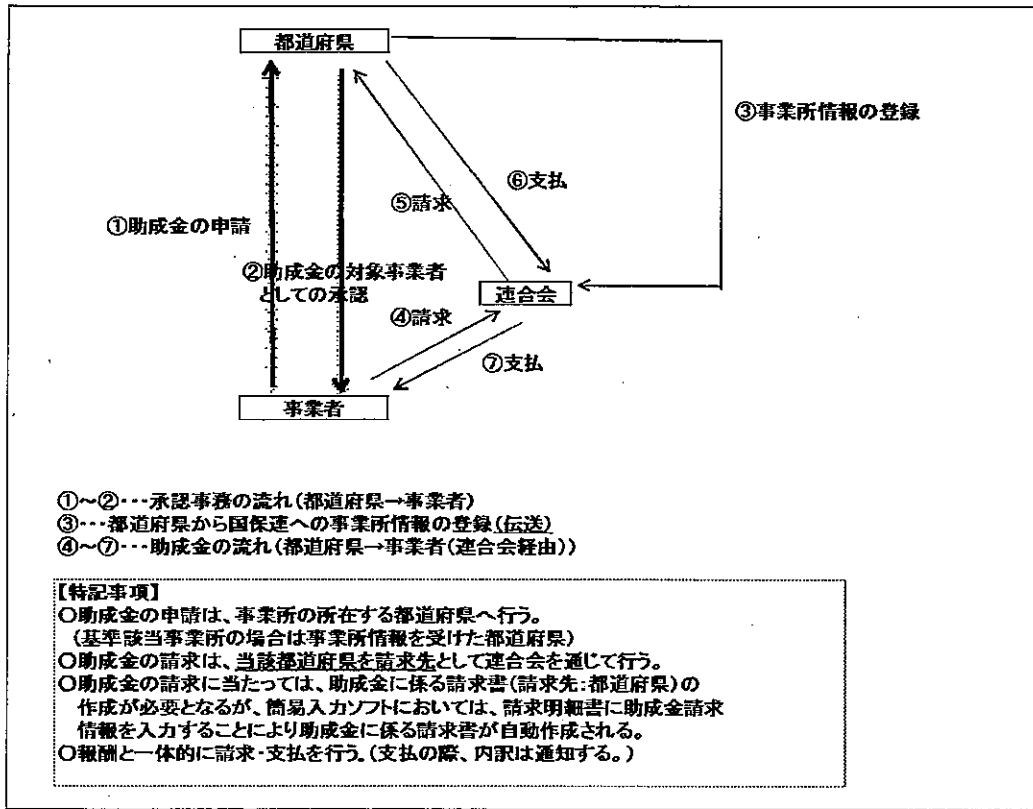 都道府県
③事業所情報の登録
⑥支払
⑤請求
①助成金の申請
②助成金の対象事業者
としての承認
連合会
④請求
⑦支払
事業者
①～②･･･承認事務の流れ(都道府県→事業者)
③･･･都道府県から国保連への事業所情報の登録(伝送)
④～⑦･･･助成金の流れ(都道府県→事業者(連合会経由))
【特記事項】
〇助成金の申請は、事業所の所在する都道府県へ行う。
(基準該当事業所の場合は事業所情報を受けた都道府県)
〇助成金の請求は、当該都道府県を請求先として連合会を通じて行う。
〇助成金の請求に当たっては、助成金に係る請求書(請求先:都道府県)の
作成が必要となるが、簡易入力ソフトにおいては、請求明細書に助成金請求
情報を入力することにより助成金に係る請求書が自動作成される。
〇報酬と一体的に請求･支払を行う。(支払の際、内訳は通知する。)